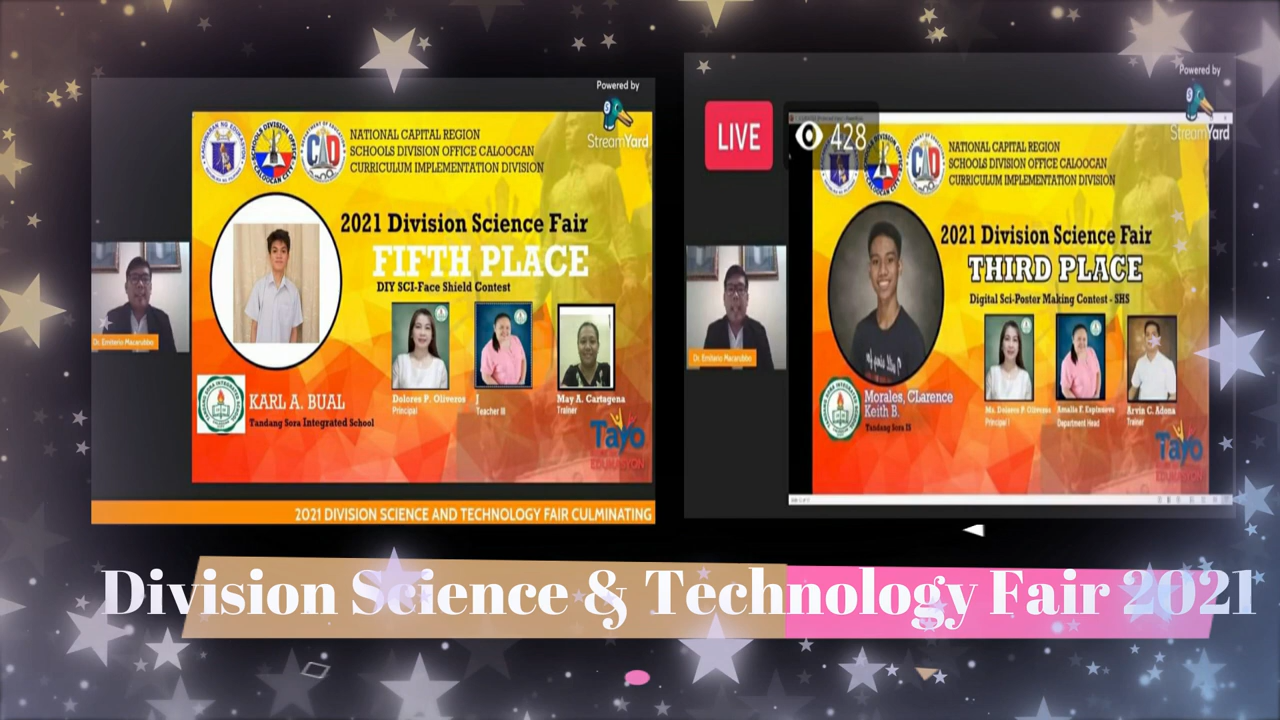 Powered by
StreamYard
NATIONAL CAPITAL REGION
SCHOOLS DIVISION OFFICE CALOOCAN
CURRICULUM IMPLEMENTATION DIVISION
2021 Division Science Fair
FIFTH PLACE
DIY SCI-Face Shield Contest
Dr. Emiterio Macarubbo
Dolores P. Oliveros
Principal
I
Teacher III
May A. Cartagena
Trainer
KARL A. BUAL
Tandang Sora Integrated School
Tayo
EDUKASYON
2021 DIVISION SCIENCE AND TECHNOLOGY FAIR CULMINATING
LIVE
428
Powered by
StreamYard
NATIONAL CAPITAL REGION
SCHOOLS DIVISION OFFICE CALOOCAN
CURRICULUM IMPLEMENTATION DIVISION
2021 Division Science Fair
THIRD PLACE
Digital Sci-Poster Making Contest - SHS
Dr. Emiterio Macarubbo
Ms. Dolores P. Oliveros
Principal I
Amalia F. Espinueva
Department Head
Arvin C. Adona
Trainer
Morales, Clarence
Keith B.
Tandang Sora IS
Tayo
EDUKASYON
Division Science & Technology Fair 2021